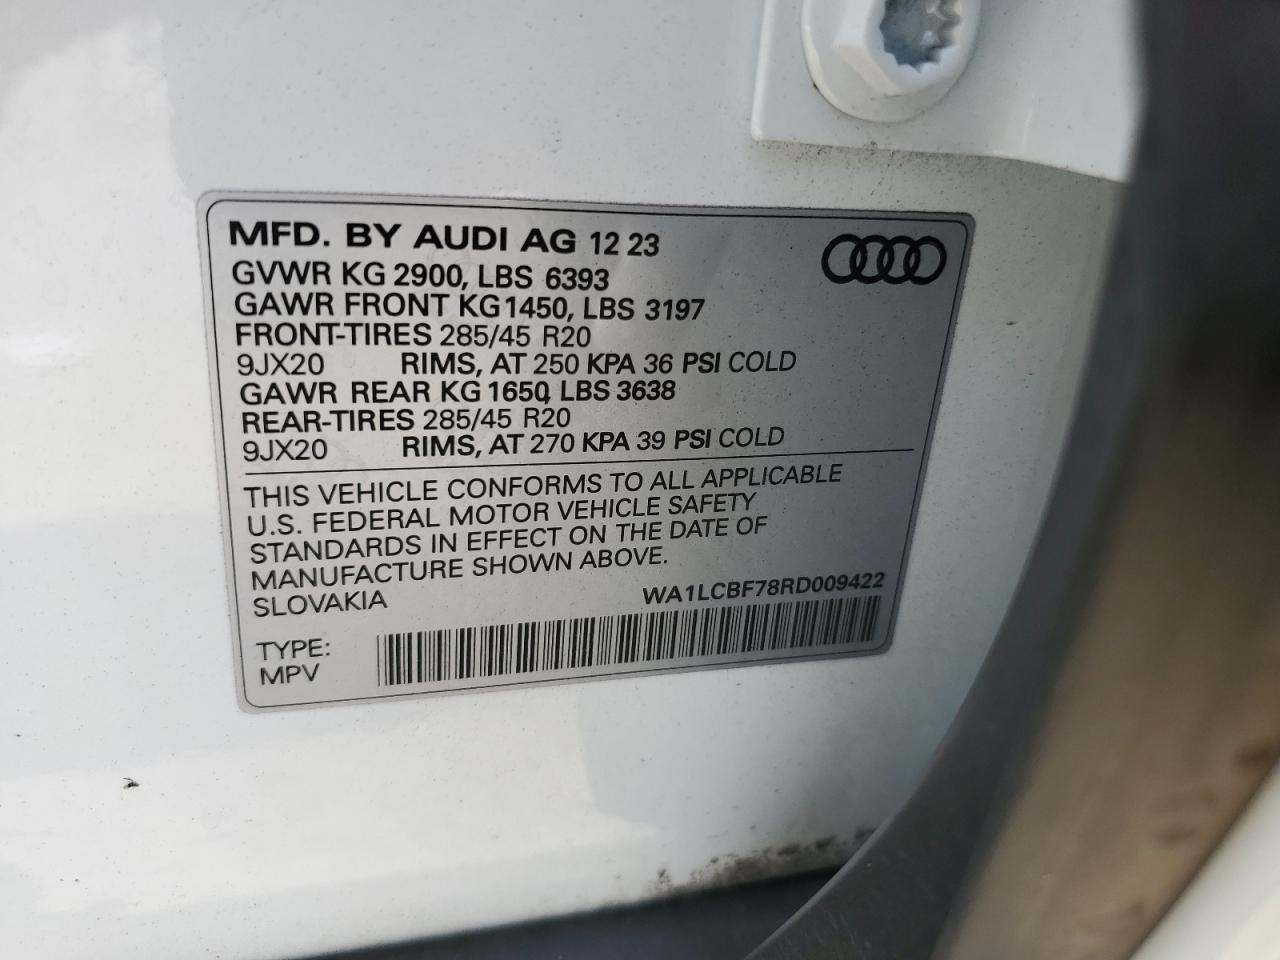 MFD. BY AUDI AG 12 23
GVWR KG 2900, LBS 6393
GAWR FRONT KG 1450, LBS 3197
FRONT-TIRES 285/45 R20
9JX20 RIMS, AT 250 KPA 36 PSI COLD
GAWR REAR KG 1650, LBS 3638
REAR-TIRES 285/45 R20
9JX20 RIMS, AT 270 KPA 39 PSI COLD
THIS VEHICLE CONFORMS TO ALL APPLICABLE
U.S. FEDERAL MOTOR VEHICLE SAFETY
STANDARDS IN EFFECT ON THE DATE OF
MANUFACTURE SHOWN ABOVE.
SLOVAKIA WA1LCBF78RD009422
TYPE:
MPV